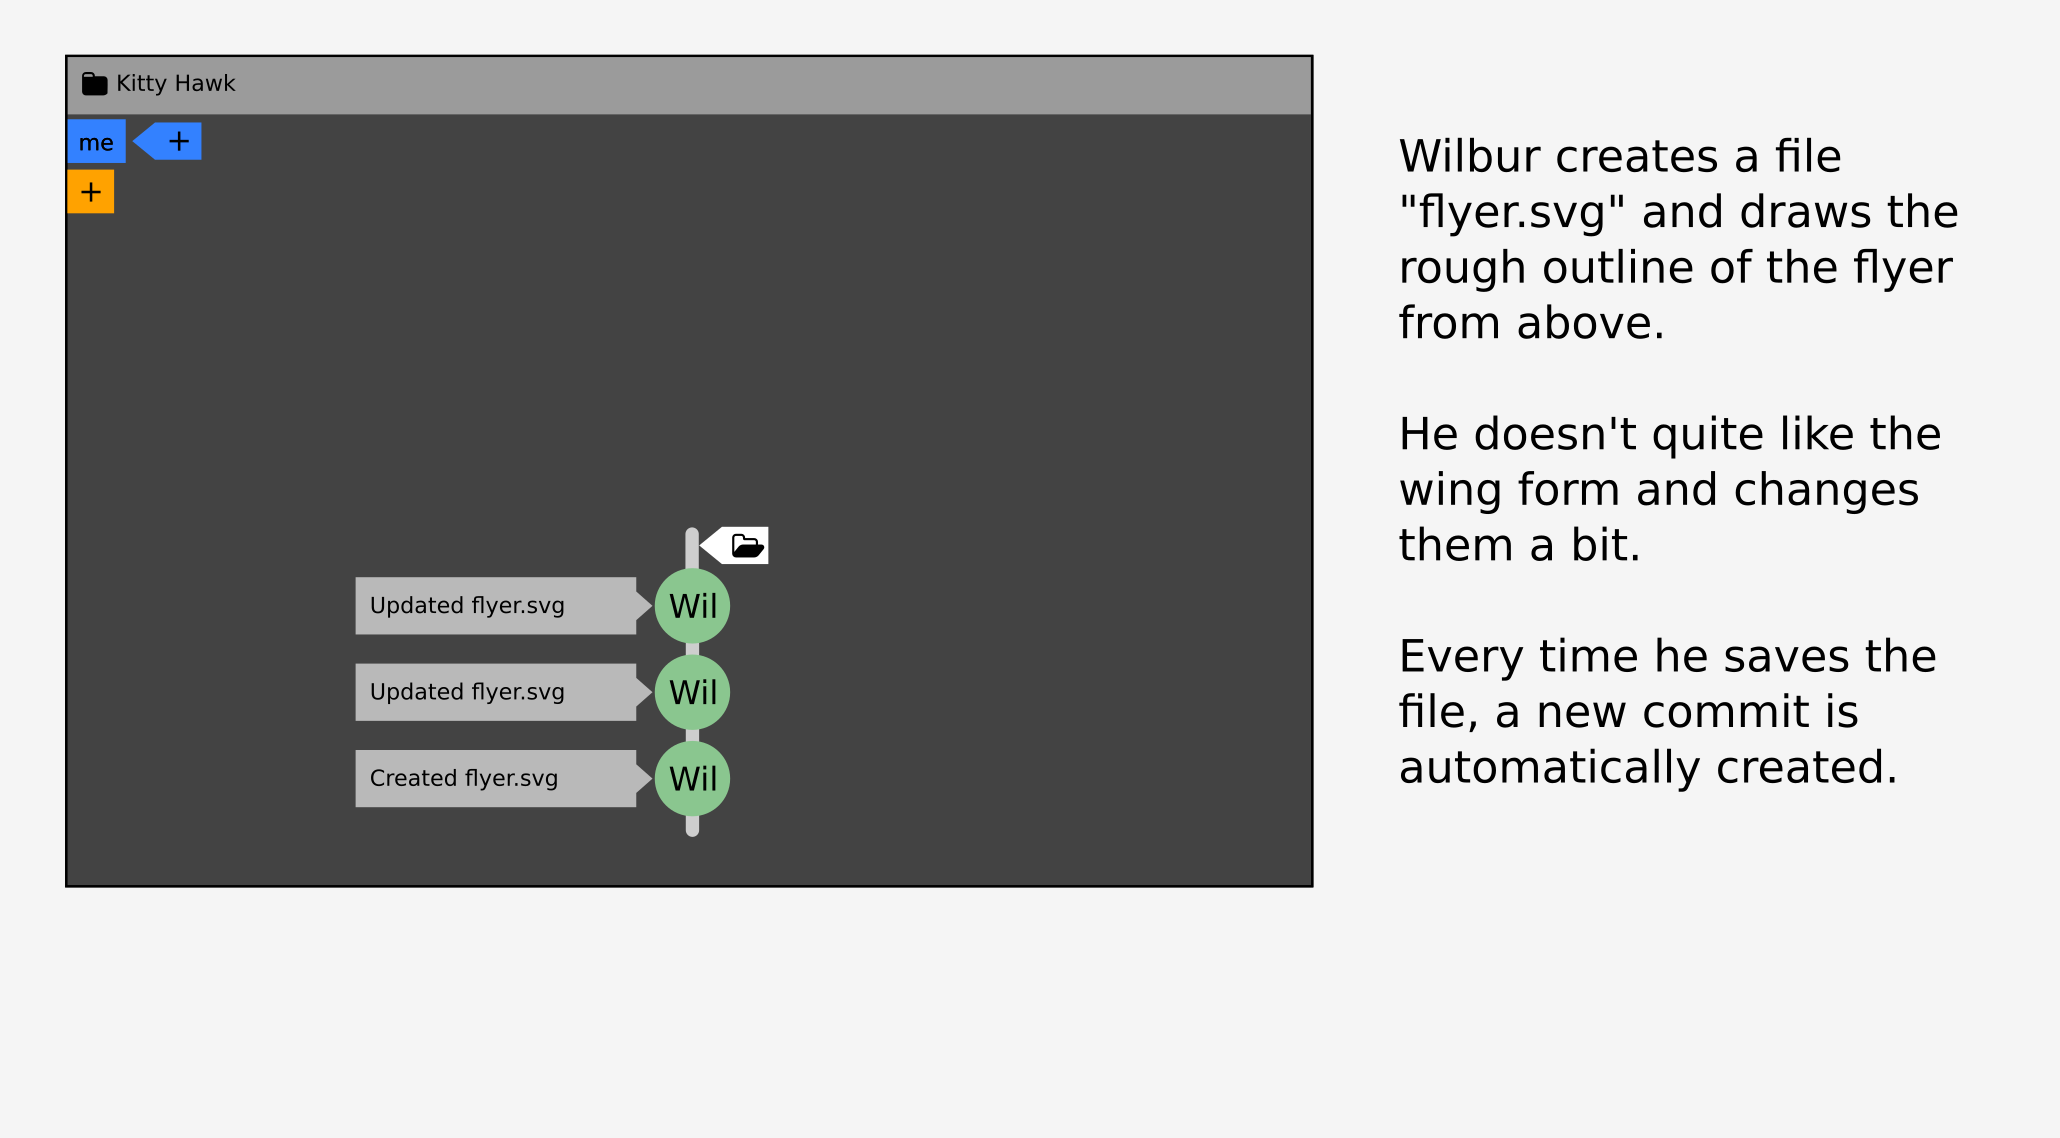 Kitty Hawk
me
+
+
Updated flyer.svg
Wil
Updated flyer.svg
Wil
Created flyer.svg
Wil
Wilbur creates a file
"flyer.svg" and draws the
rough outline of the flyer
from above.
He doesn't quite like the
wing form and changes
them a bit.
Every time he saves the
file, a new commit is
automatically created.